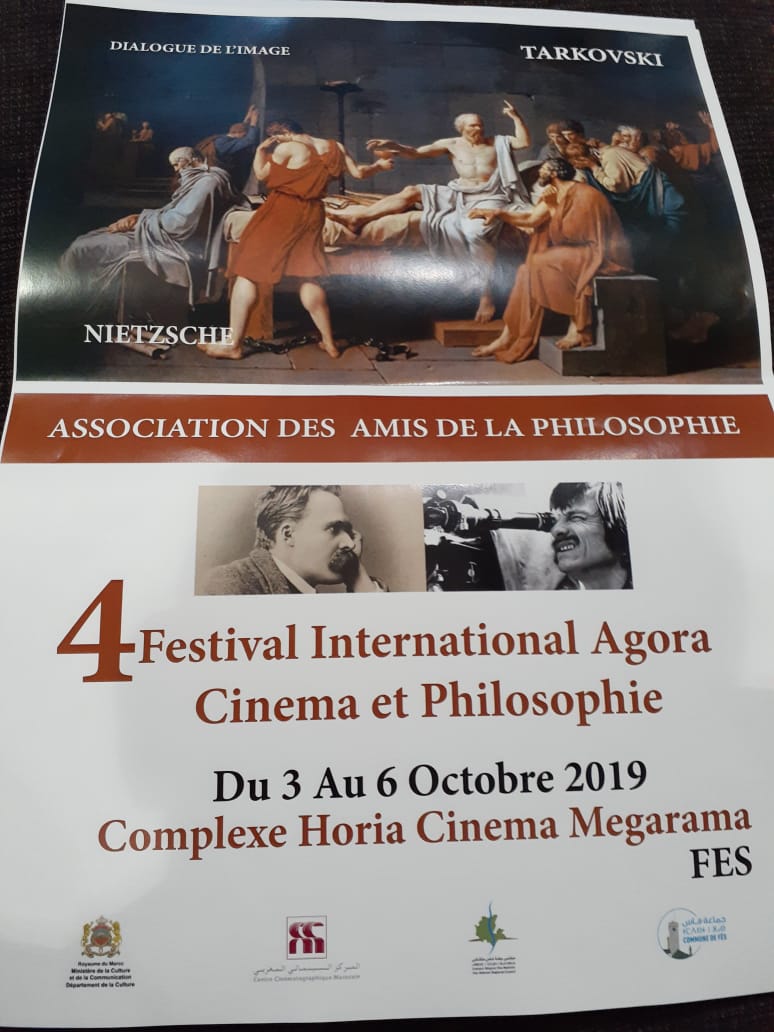 DIALOGUE DE L'IMAGE
TARKOVSKI
NIETZSCHE
ASSOCIATION DES AMIS DE LA PHILOSOPHIE
4 Festival International Agora
Cinema et Philosophie
Du 3 Au 6 Octobre 2019
Complexe Horia Cinema Megarama
FES
Royaume du Maroc
Ministère de la Culture
et de la Communication
Département de la Culture
المركز السينمائي المغربي
Centre Cinématographique Marocain
جماعة فاس
COMMUNE DE FÈS